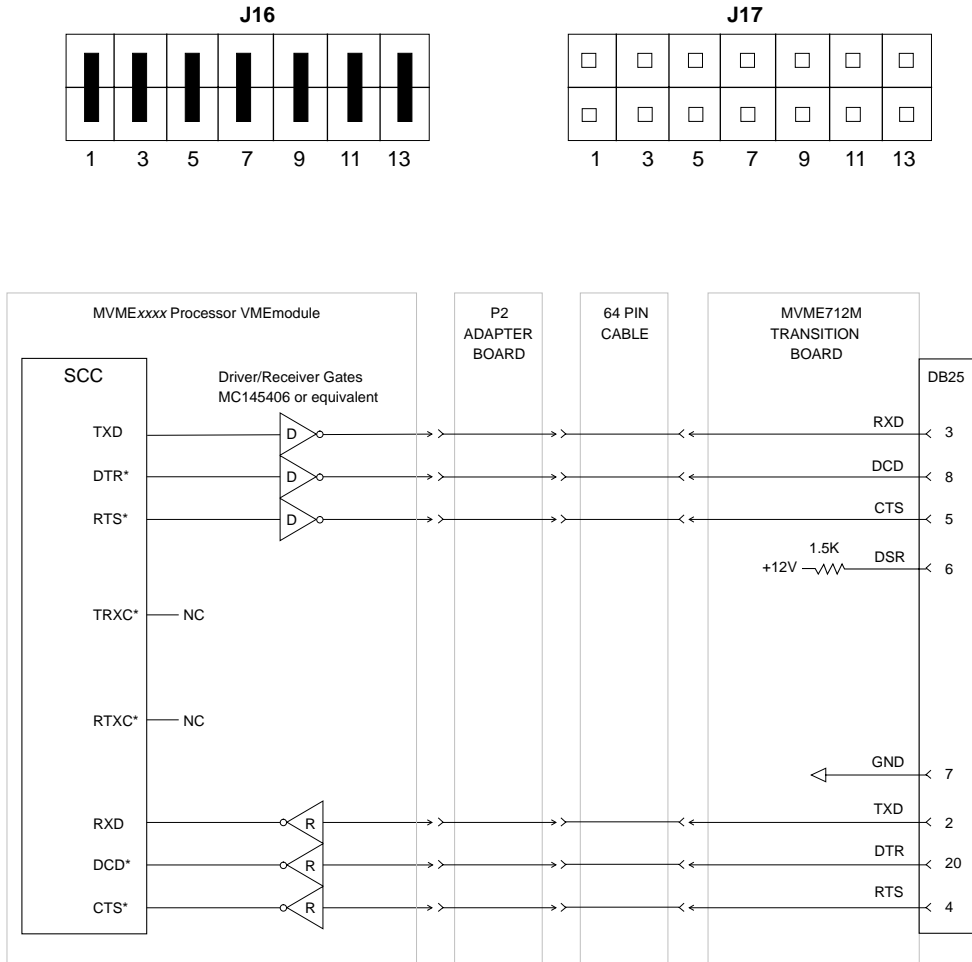 J16 J17
1 3 5 7 9 11 13 1 3 5 7 9 11 13
MVMExxxx Processor VMEmodule
P2
ADAPTER
BOARD
64 PIN
CABLE
MVME712M
TRANSITION
BOARD
SCC
Driver/Receiver Gates
MC145406 or equivalent
DB25
TXD D RXD 3
DTR* D DCD 8
RTS* D CTS 5
1.5K
+12V DSR 6
TRXC* NC
RTXC* NC
GND 7
RXD R TXD 2
DCD* R DTR 20
CTS* R RTS 4